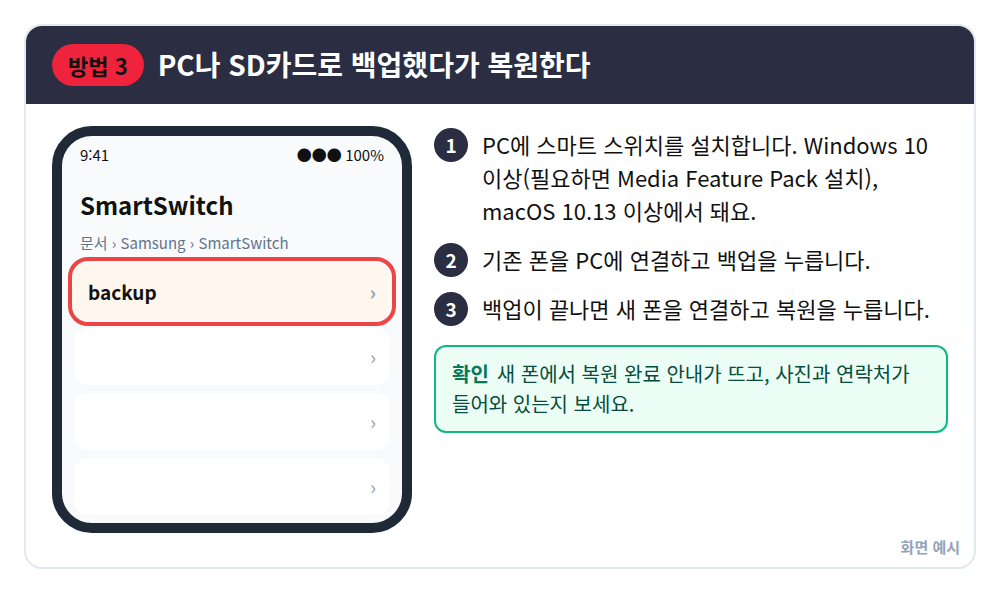 방법 3 PC나 SD카드로 백업했다가 복원한다
9:41 ●●● 100%
SmartSwitch
문서 › Samsung › SmartSwitch
backup ›
›
›
›
1 PC에 스마트 스위치를 설치합니다. Windows 10
이상(필요하면 Media Feature Pack 설치),
macOS 10.13 이상에서 돼요.
2 기존 폰을 PC에 연결하고 백업을 누릅니다.
3 백업이 끝나면 새 폰을 연결하고 복원을 누릅니다.
확인 새 폰에서 복원 완료 안내가 뜨고, 사진과 연락처가
들어와 있는지 보세요.
화면 예시